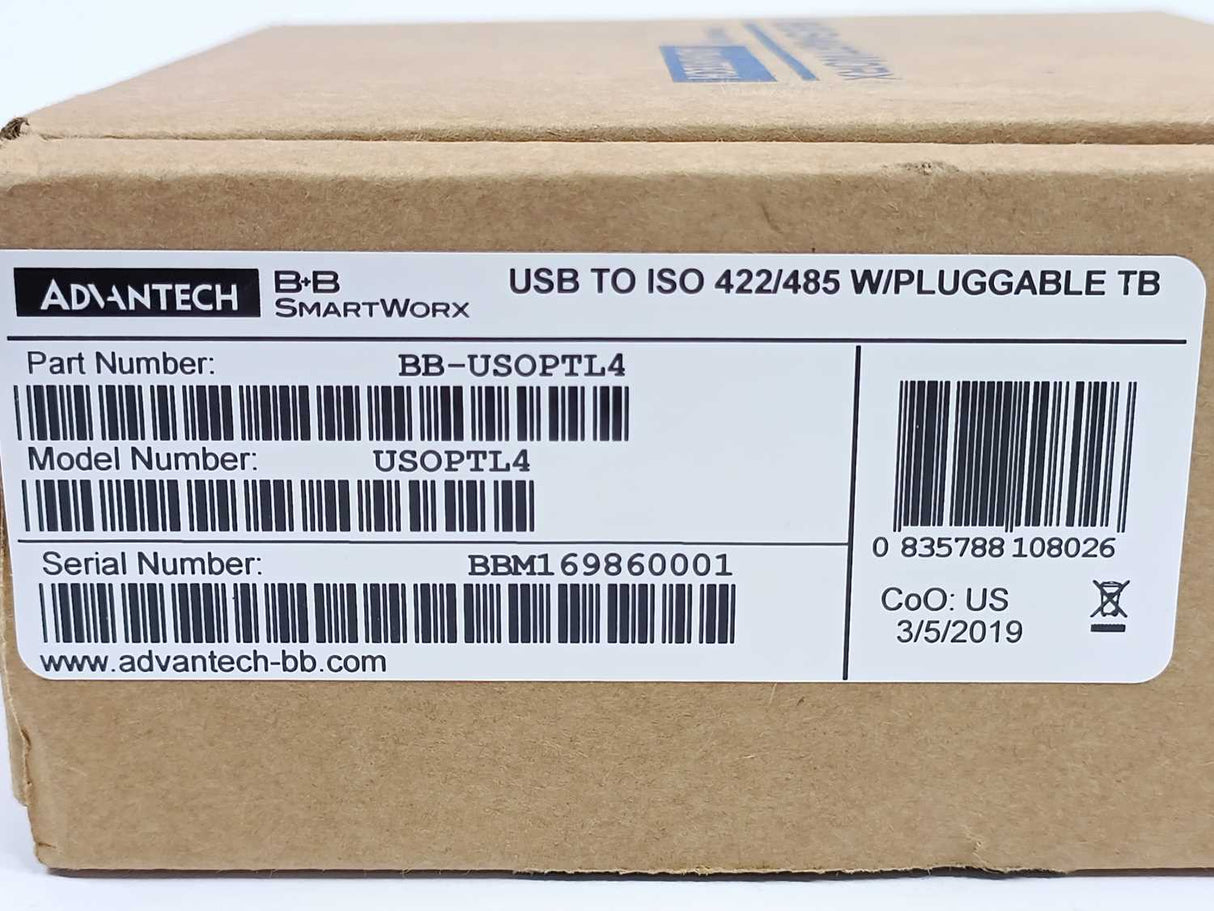 ADVANTECH
B+B
SMARTWORX
USB TO ISO 422/485 W/PLUGGABLE TB
Part Number: BB-USOPTL4
Model Number: USOPTL4
Serial Number: BBM169860001
www.advantech-bb.com
0 835788 108026
CoO: US
3/5/2019